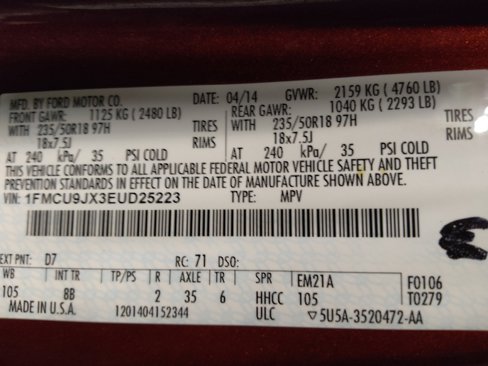 MFD. BY FORD MOTOR CO. DATE: 04/14 GVWR: 2159 KG (4760 LB)
FRONT GAWR: 1125 KG (2480 LB) REAR GAWR: 1040 KG (2293 LB)
WITH 235/50R18 97H TIRES WITH 235/50R18 97H TIRES
18x7.5J RIMS 18x7.5J RIMS
AT 240 kPa/ 35 PSI COLD AT 240 kPa/ 35 PSI COLD
THIS VEHICLE CONFORMS TO ALL APPLICABLE FEDERAL MOTOR VEHICLE SAFETY AND THEFT
PREVENTION STANDARDS IN EFFECT ON THE DATE OF MANUFACTURE SHOWN ABOVE.
VIN: 1FMCU9JX3EUD25223 TYPE: MPV
EXT PNT: D7 RC: 71 DSO:
WB INT TR TP/PS R AXLE TR SPR EM21A F0106
105 8B 2 35 6 HHCC 105 T0279
MADE IN U.S.A. 1201404152344 ULC ▽5U5A-3520472-AA